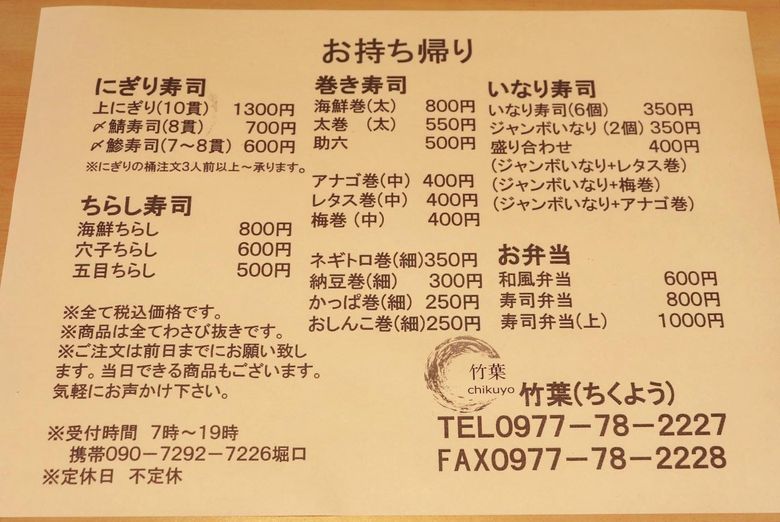 お持ち帰り
にぎり寿司
上にぎり(10貫) 1300円
〆鯖寿司(8貫) 700円
〆鯵寿司(7～8貫) 600円
※にぎりの桶注文3人前以上～承ります。
ちらし寿司
海鮮ちらし 800円
穴子ちらし 600円
五目ちらし 500円
※全て税込価格です。
※商品は全てわさび抜きです。
※ご注文は前日までにお願い致し
ます。当日できる商品もございます。
気軽にお声かけ下さい。
※受付時間 7時～19時
携帯090-7292-7226堀口
※定休日 不定休
巻き寿司
海鮮巻(太) 800円
太巻 (太) 550円
助六 500円
アナゴ巻(中) 400円
レタス巻(中) 400円
梅巻(中) 400円
ネギトロ巻(細)350円
納豆巻(細) 300円
かっぱ巻(細) 250円
おしんこ巻(細)250円
いなり寿司
いなり寿司(6個) 350円
ジャンボいなり(2個) 350円
盛り合わせ 400円
(ジャンボいなり+レタス巻)
(ジャンボいなり+梅巻)
(ジャンボいなり+アナゴ巻)
お弁当
和風弁当 600円
寿司弁当 800円
寿司弁当(上) 1000円
竹葉
chikuyo
竹葉(ちくよう)
TEL0977-78-2227
FAX0977-78-2228